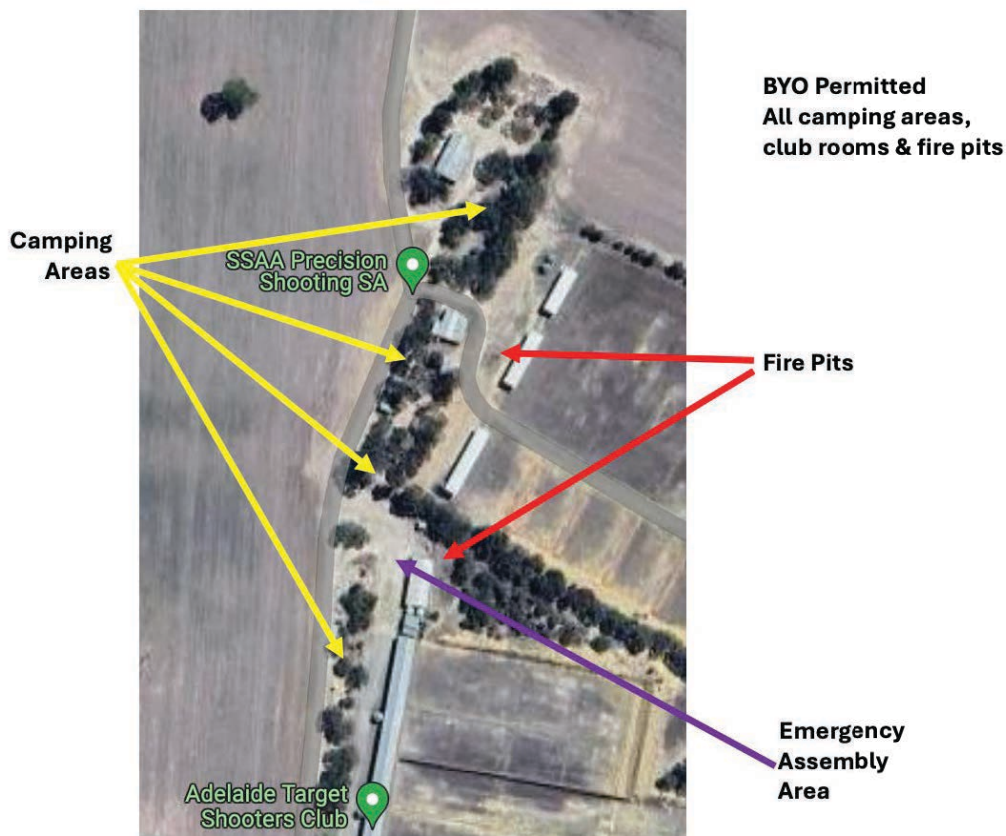 BYO Permitted
All camping areas,
club rooms & fire pits
Camping
Areas
SSAA Precision
Shooting SA
Fire Pits
Emergency
Assembly
Area
Adelaide Target
Shooters Club